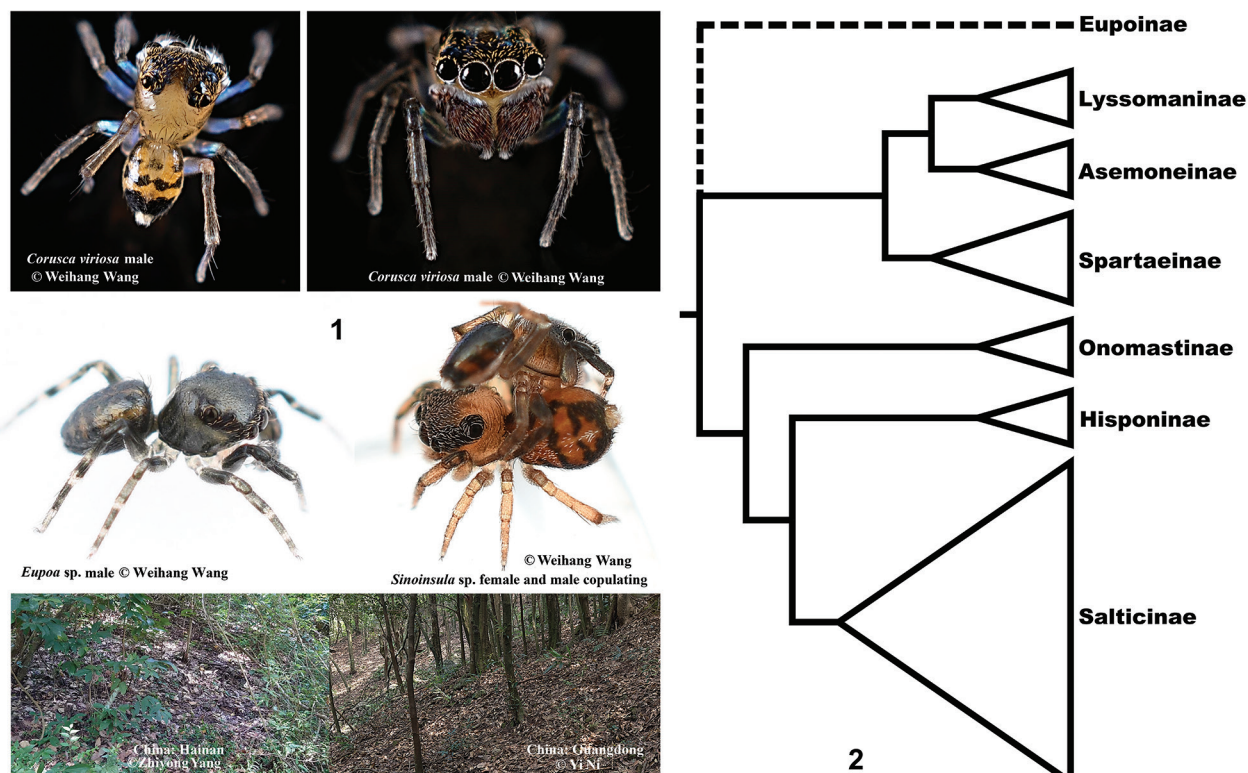 Corusca viriosa male
© Weihang Wang
Corusca viriosa male © Weihang Wang
1
Eupoa sp. male © Weihang Wang
© Weihang Wang
Sinoinsula sp. female and male copulating
China: Hainan
©Zhiyong Yang
China: Guangdong
© Yi Ni
Eupoinae
Lyssomaninae
Asemoneinae
Spartaeinae
Onomastinae
Hisponinae
Salticinae
2